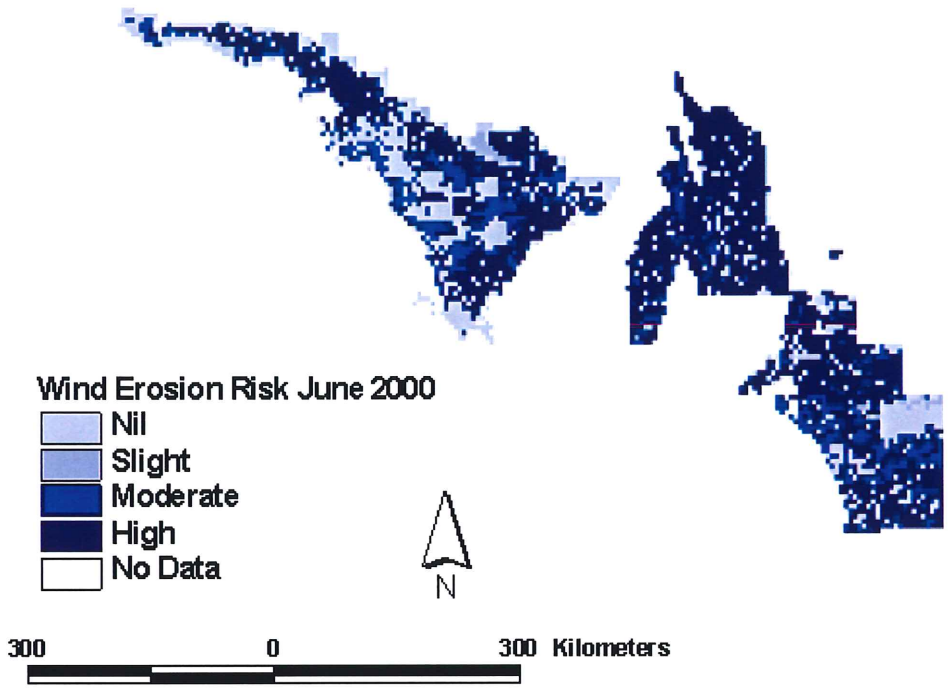 Wind Erosion Risk June 2000
Nil
Slight
Moderate
High
No Data
N
300 0 300 Kilometers